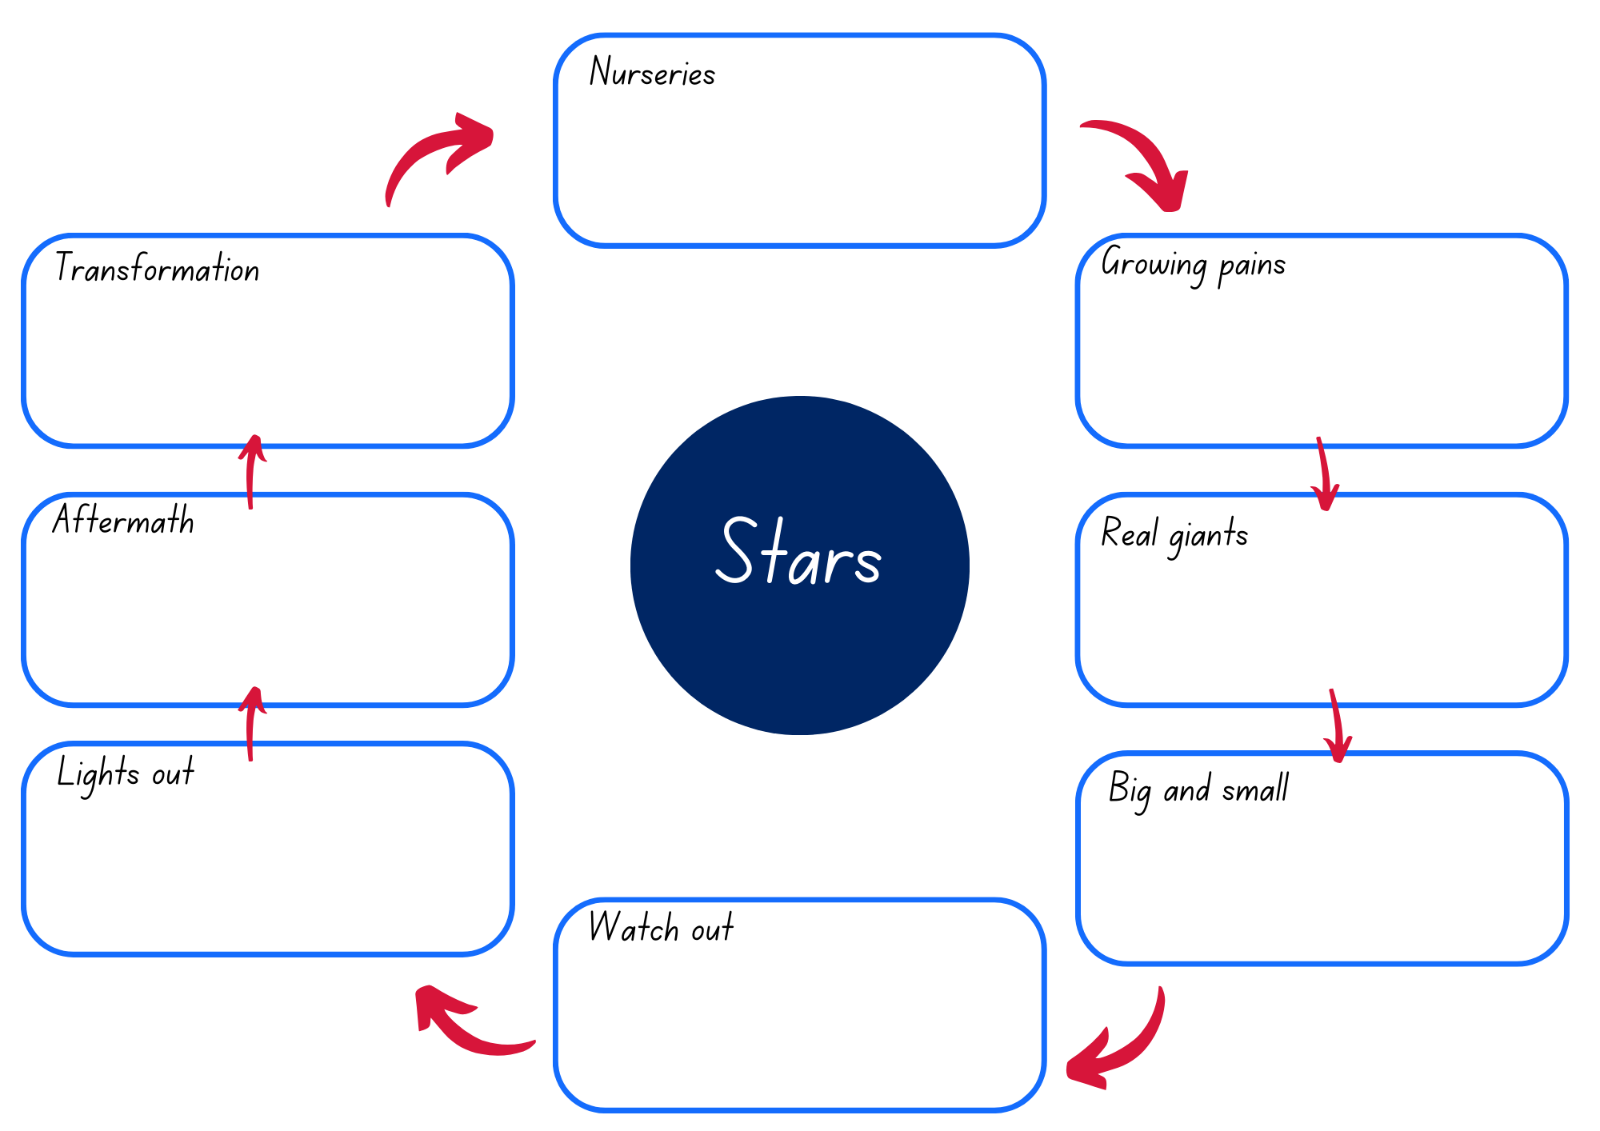 Nurseries
Growing pains
Real giants
Big and small
Watch out
Lights out
Aftermath
Transformation
Stars